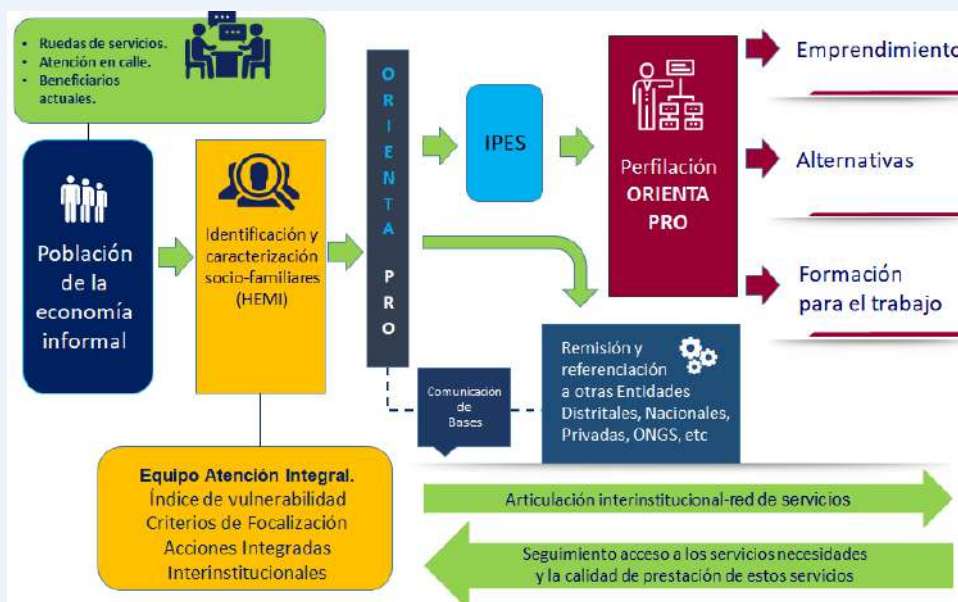 Ruedas de servicios.
Atención en calle.
Beneficiarios
actuales.
Población
de la
economía
informal
Identificación y
caracterización
socio-familiares
(HEMI)
ORIENTA
PRO
IPES
Perfilación
ORIENTA
PRO
Emprendimiento
Alternativas
Formación
para el trabajo
Comunicación
de
Bases
Remisión y
referenciación
a otras Entidades
Distritales, Nacionales,
Privadas, ONGS, etc
Equipo Atención Integral.
Índice de vulnerabilidad
Criterios de Focalización
Acciones Integradas
Interinstitucionales
Articulación interinstitucional-red de servicios
Seguimiento acceso a los servicios necesidades
y la calidad de prestación de estos servicios